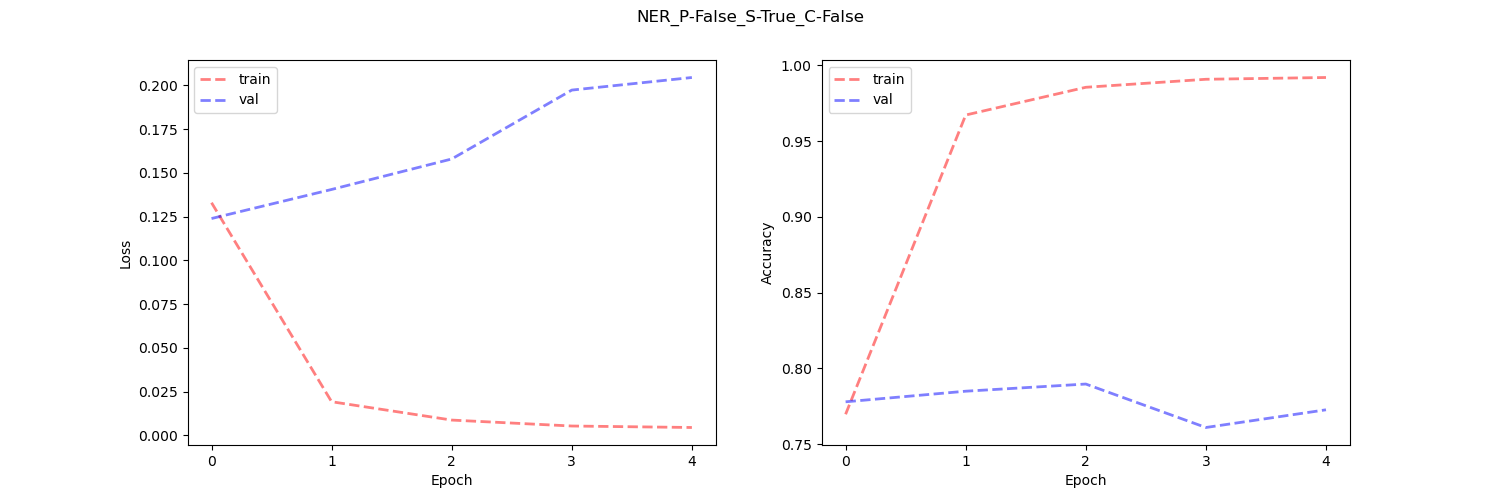 NER_P-False_S-True_C-False
train
val
0.200
0.175
0.150
0.125
0.100
0.075
0.050
0.025
0.000
Loss
0 1 2 3 4
Epoch
train
val
1.00
0.95
0.90
0.85
0.80
0.75
Accuracy
0 1 2 3 4
Epoch